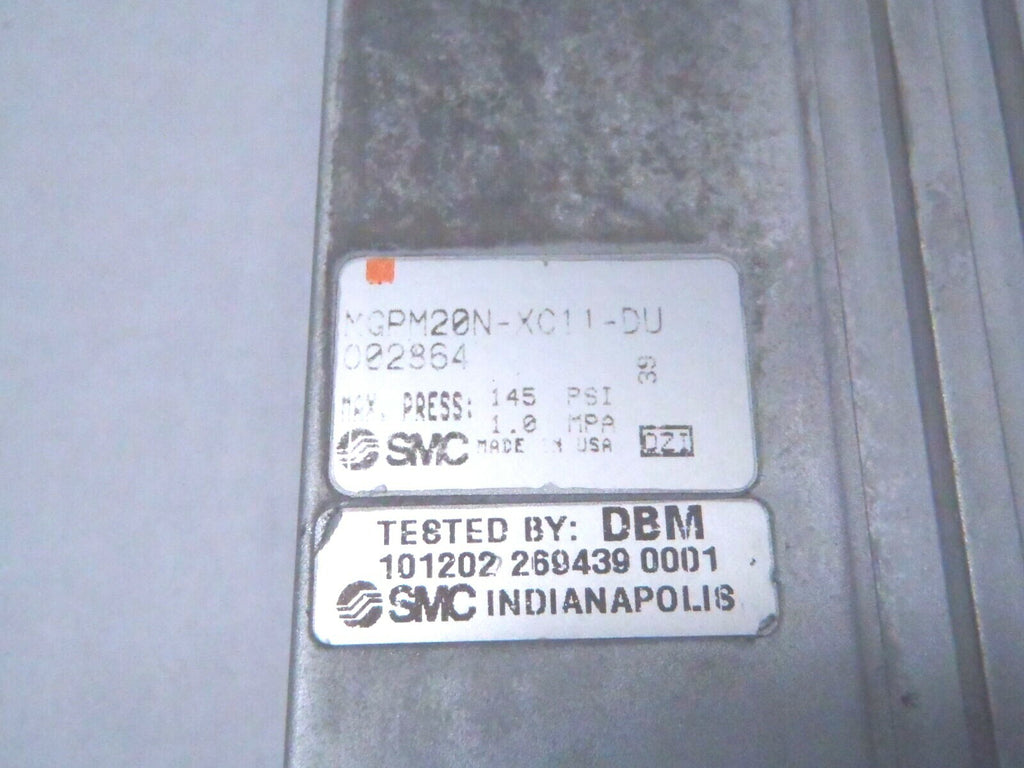 MGPM20N-XC11-DU
002864
39
MAX. PRESS: 145 PSI
1.0 MPA
SMC MADE IN USA
TESTED BY: DBM
101202 269439 0001
SMC INDIANAPOLIS